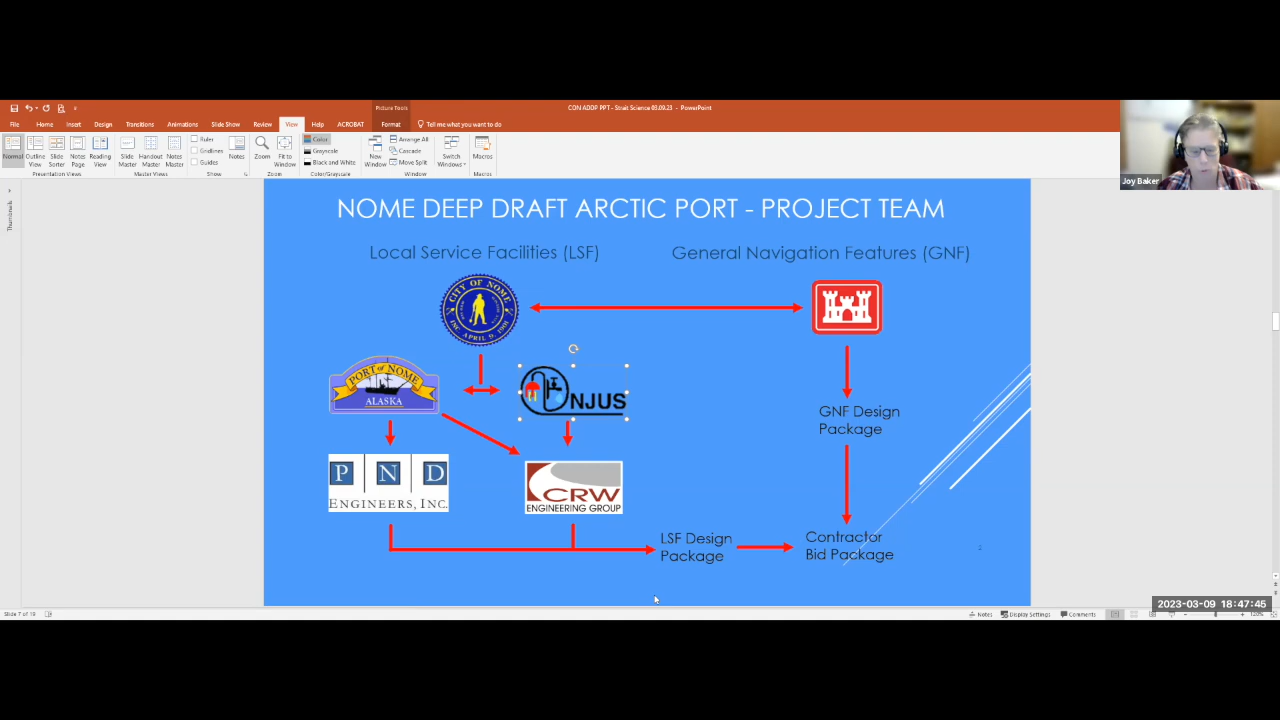 CON ADDP PPT - Strait Science 03.09.23 - PowerPoint
Picture Tools
File Home Insert Design Transitions Animations Slide Show Review View Help ACROBAT Format Tell me what you want to do
Normal Outline View Slide Sorter Notes Page Reading View
Presentation Views
Slide Master Handout Master Notes Master
Master Views
Ruler
Gridlines
Guides
Show
Notes
Zoom Fit to Window
Zoom
Color
Grayscale
Black and White
Color/Grayscale
New Window
Arrange All
Cascade
Move Split
Window
Switch Windows
Macros
Macros
Joy Baker
Thumbnails
NOME DEEP DRAFT ARCTIC PORT - PROJECT TEAM
Local Service Facilities (LSF)
General Navigation Features (GNF)
CITY OF NOME
INC. APRIL 9, 1901
PORT OF NOME
ALASKA
NJUS
GNF Design
Package
P N D
ENGINEERS, INC.
CRW
ENGINEERING GROUP
LSF Design
Package
Contractor
Bid Package
Slide 7 of 19
Notes Display Settings Comments
2023-03-09 18:47:45